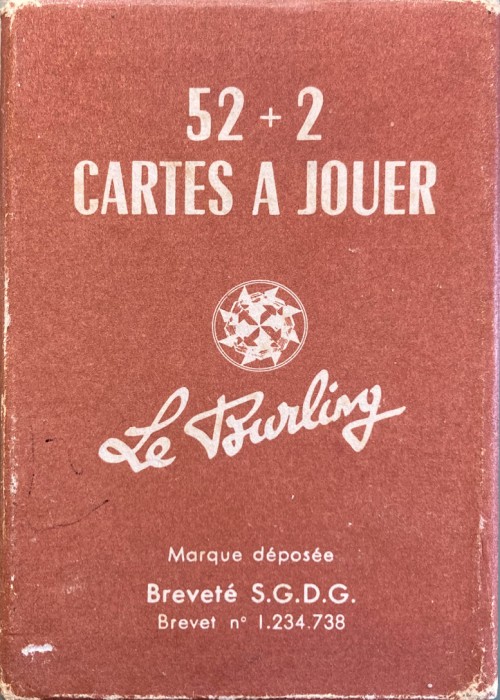 52 + 2
CARTES A JOUER
Le Burling
Marque déposée
Breveté S.G.D.G.
Brevet n° 1.234.738